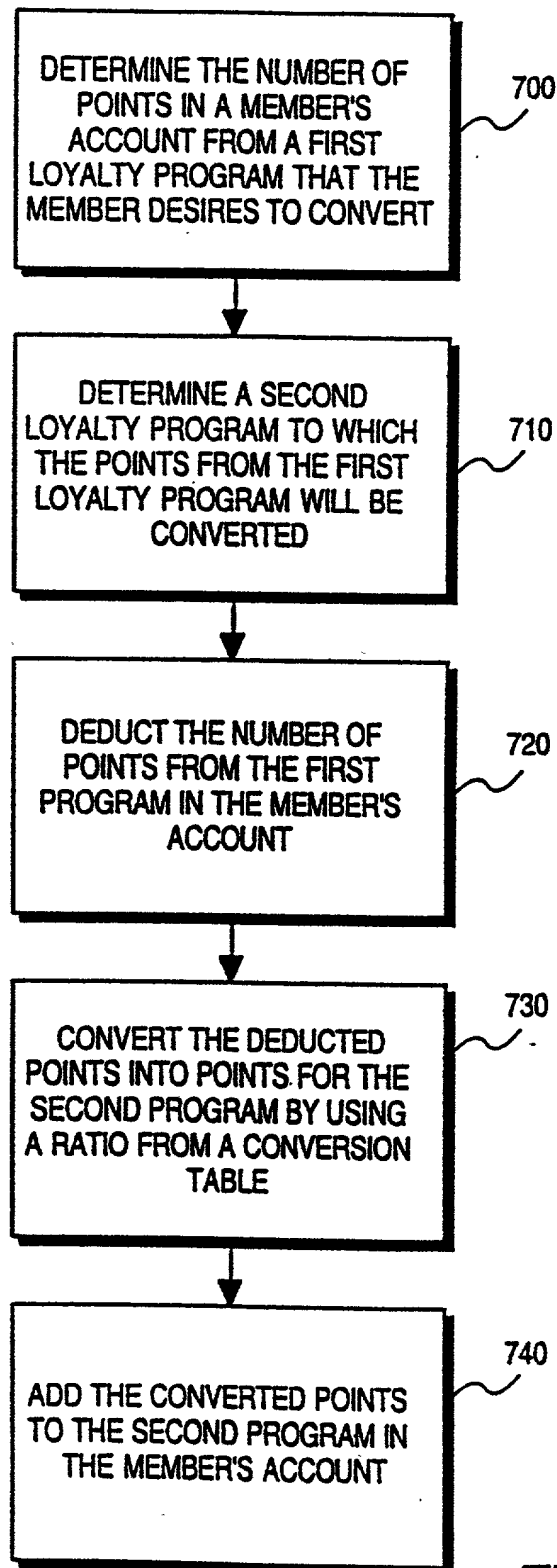 DETERMINE THE NUMBER OF
POINTS IN A MEMBER'S
ACCOUNT FROM A FIRST
LOYALTY PROGRAM THAT THE
MEMBER DESIRES TO CONVERT
700
DETERMINE A SECOND
LOYALTY PROGRAM TO WHICH
THE POINTS FROM THE FIRST
LOYALTY PROGRAM WILL BE
CONVERTED
710
DEDUCT THE NUMBER OF
POINTS FROM THE FIRST
PROGRAM IN THE MEMBER'S
ACCOUNT
720
CONVERT THE DEDUCTED
POINTS INTO POINTS FOR THE
SECOND PROGRAM BY USING
A RATIO FROM A CONVERSION
TABLE
730
ADD THE CONVERTED POINTS
TO THE SECOND PROGRAM IN
THE MEMBER'S ACCOUNT
740